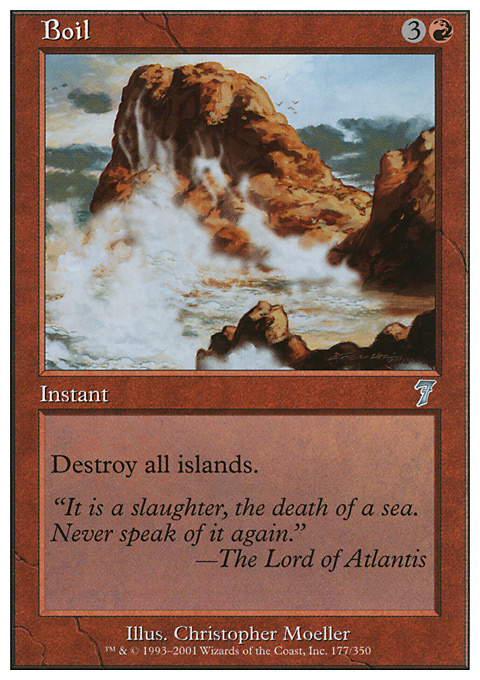 Boil 3
Instant 7
Destroy all islands.
“It is a slaughter, the death of a sea.
Never speak of it again.”
—The Lord of Atlantis
Illus. Christopher Moeller
™ & © 1993–2001 Wizards of the Coast, Inc. 177/350